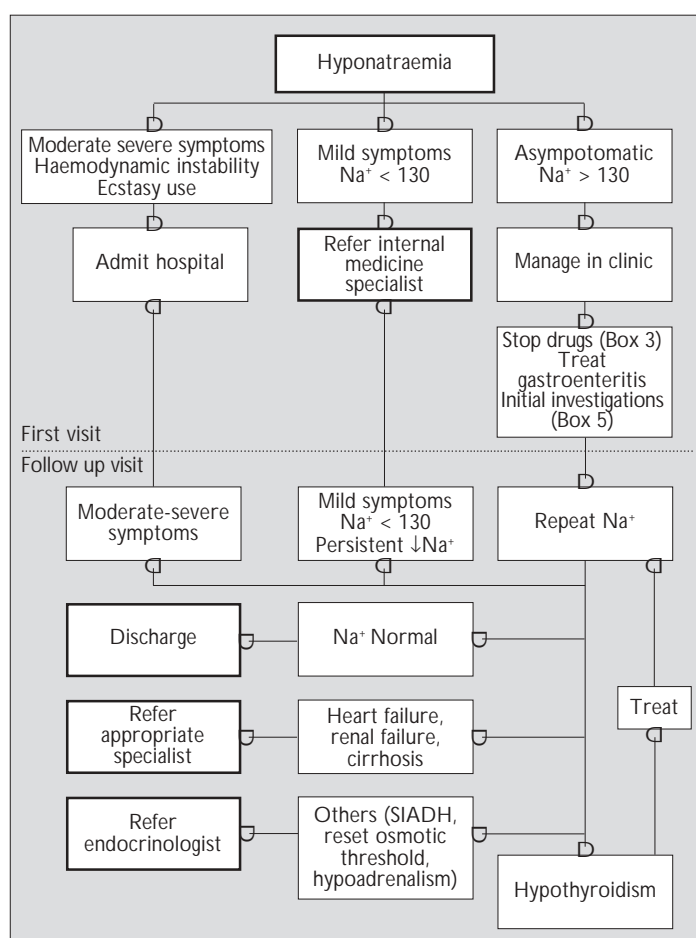 Hyponatraemia
Moderate severe symptoms
Haemodynamic instability
Ecstasy use
Mild symptoms
Na⁺ < 130
Asympotomatic
Na⁺ > 130
Admit hospital
Refer internal
medicine
specialist
Manage in clinic
Stop drugs (Box 3)
Treat
gastroenteritis
Initial investigations
(Box 5)
First visit
Follow up visit
Moderate-severe
symptoms
Mild symptoms
Na⁺ < 130
Persistent ↓Na⁺
Repeat Na⁺
Discharge
Na⁺ Normal
Refer
appropriate
specialist
Heart failure,
renal failure,
cirrhosis
Treat
Refer
endocrinologist
Others (SIADH,
reset osmotic
threshold,
hypoadrenalism)
Hypothyroidism